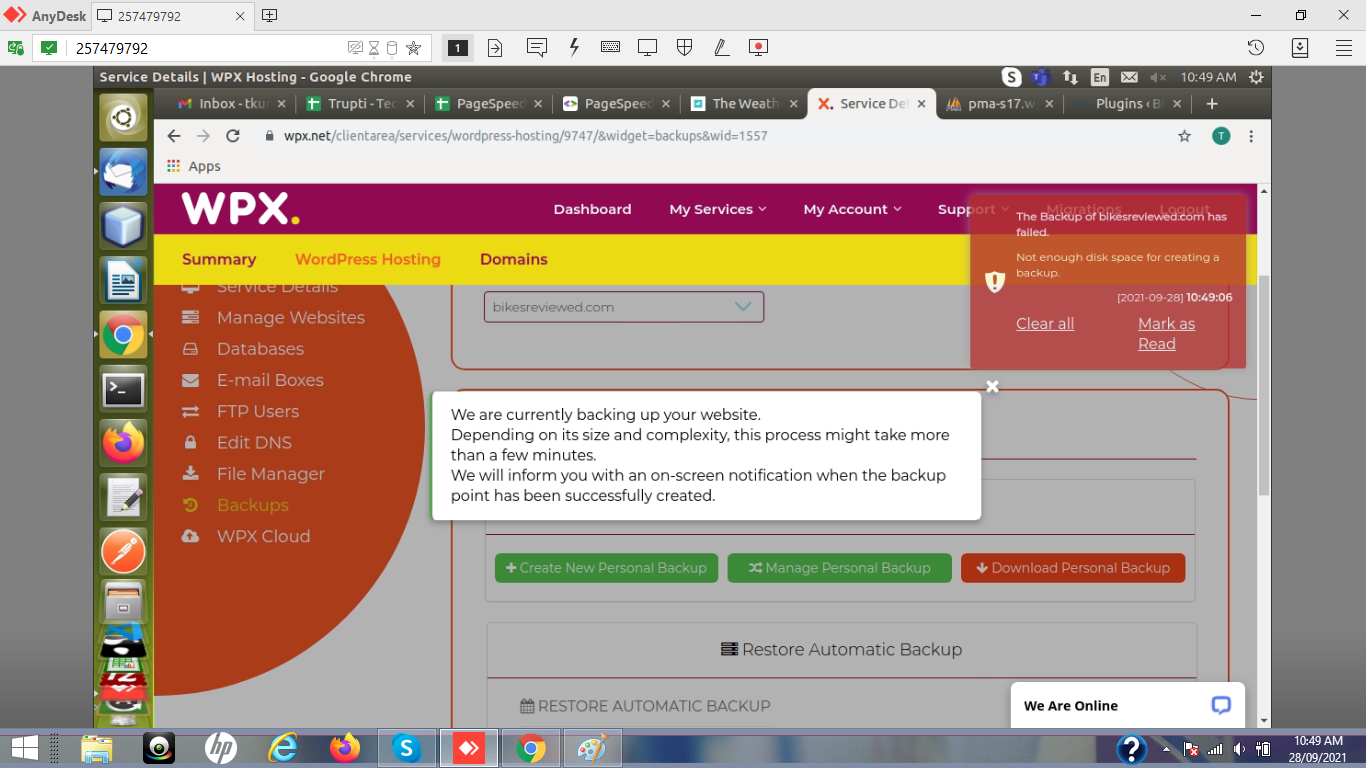 AnyDesk
257479792
257479792
1
Service Details | WPX Hosting - Google Chrome
En
10:49 AM
Inbox - tkur
Trupti - Tec
PageSpeed
PageSpeed
The Weath
Service Del
pma-s17.w
Plugins ‹ B
wpx.net/clientarea/services/wordpress-hosting/9747/&widget=backups&wid=1557
T
Apps
WPX.
Dashboard
My Services
My Account
Support
Migrations
Logout
Summary
WordPress Hosting
Domains
The Backup of bikesreviewed.com has
failed.
Not enough disk space for creating a
backup.
[2021-09-28] 10:49:06
Clear all
Mark as
Read
Service Details
Manage Websites
Databases
E-mail Boxes
FTP Users
Edit DNS
File Manager
Backups
WPX Cloud
bikesreviewed.com
We are currently backing up your website.
Depending on its size and complexity, this process might take more
than a few minutes.
We will inform you with an on-screen notification when the backup
point has been successfully created.
Create New Personal Backup
Manage Personal Backup
Download Personal Backup
Restore Automatic Backup
RESTORE AUTOMATIC BACKUP
We Are Online
10:49 AM
28/09/2021